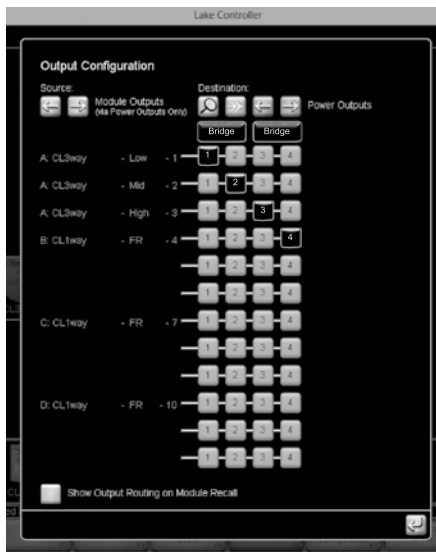 Lake Controller
Output Configuration
Source: Destination:
Module Outputs
(via Power Outputs Only)
Power Outputs
Bridge Bridge
A: CL3way - Low - 1 1 2 3 4
A: CL3way - Mid - 2 1 2 3 4
A: CL3way - High - 3 1 2 3 4
B: CL1way - FR - 4 1 2 3 4
1 2 3 4
1 2 3 4
C: CL1way - FR - 7 1 2 3 4
1 2 3 4
1 2 3 4
D: CL1way - FR - 10 1 2 3 4
1 2 3 4
1 2 3 4
Show Output Routing on Module Recall